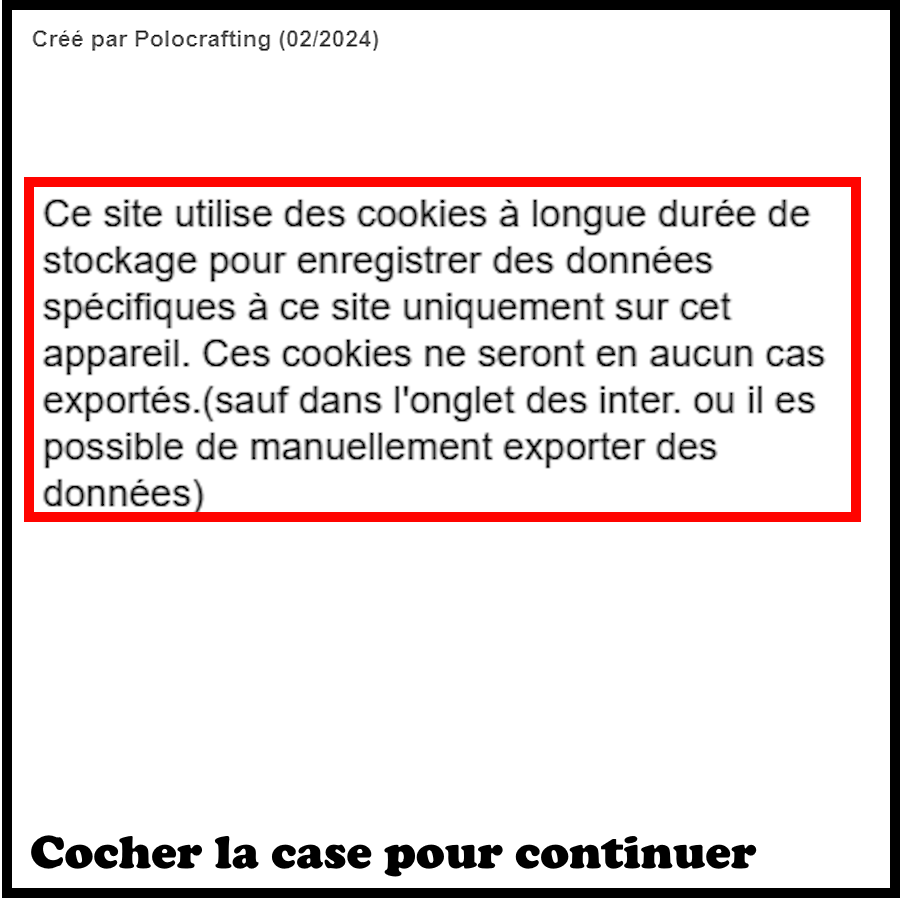 Créé par Polocrafting (02/2024)
Ce site utilise des cookies à longue durée de
stockage pour enregistrer des données
spécifiques à ce site uniquement sur cet
appareil. Ces cookies ne seront en aucun cas
exportés.(sauf dans l'onglet des inter. ou il es
possible de manuellement exporter des
données)
Cocher la case pour continuer